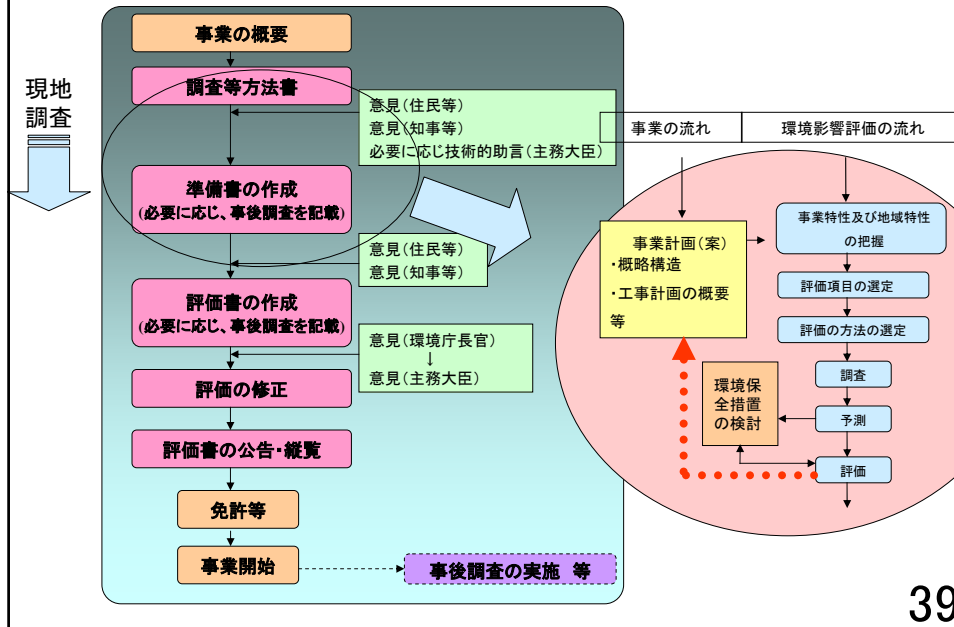 現地
調査
事業の概要
調査等方法書
意見(住民等)
意見(知事等)
必要に応じ技術的助言(主務大臣)
準備書の作成
(必要に応じ、事後調査を記載)
意見(住民等)
意見(知事等)
評価書の作成
(必要に応じ、事後調査を記載)
意見(環境庁長官)
↓
意見(主務大臣)
評価の修正
評価書の公告・縦覧
免許等
事業開始
事後調査の実施 等
事業の流れ
環境影響評価の流れ
事業計画(案)
・概略構造
・工事計画の概要
等
事業特性及び地域特性
の把握
評価項目の選定
評価の方法の選定
調査
環境保
全措置
の検討
予測
評価
39